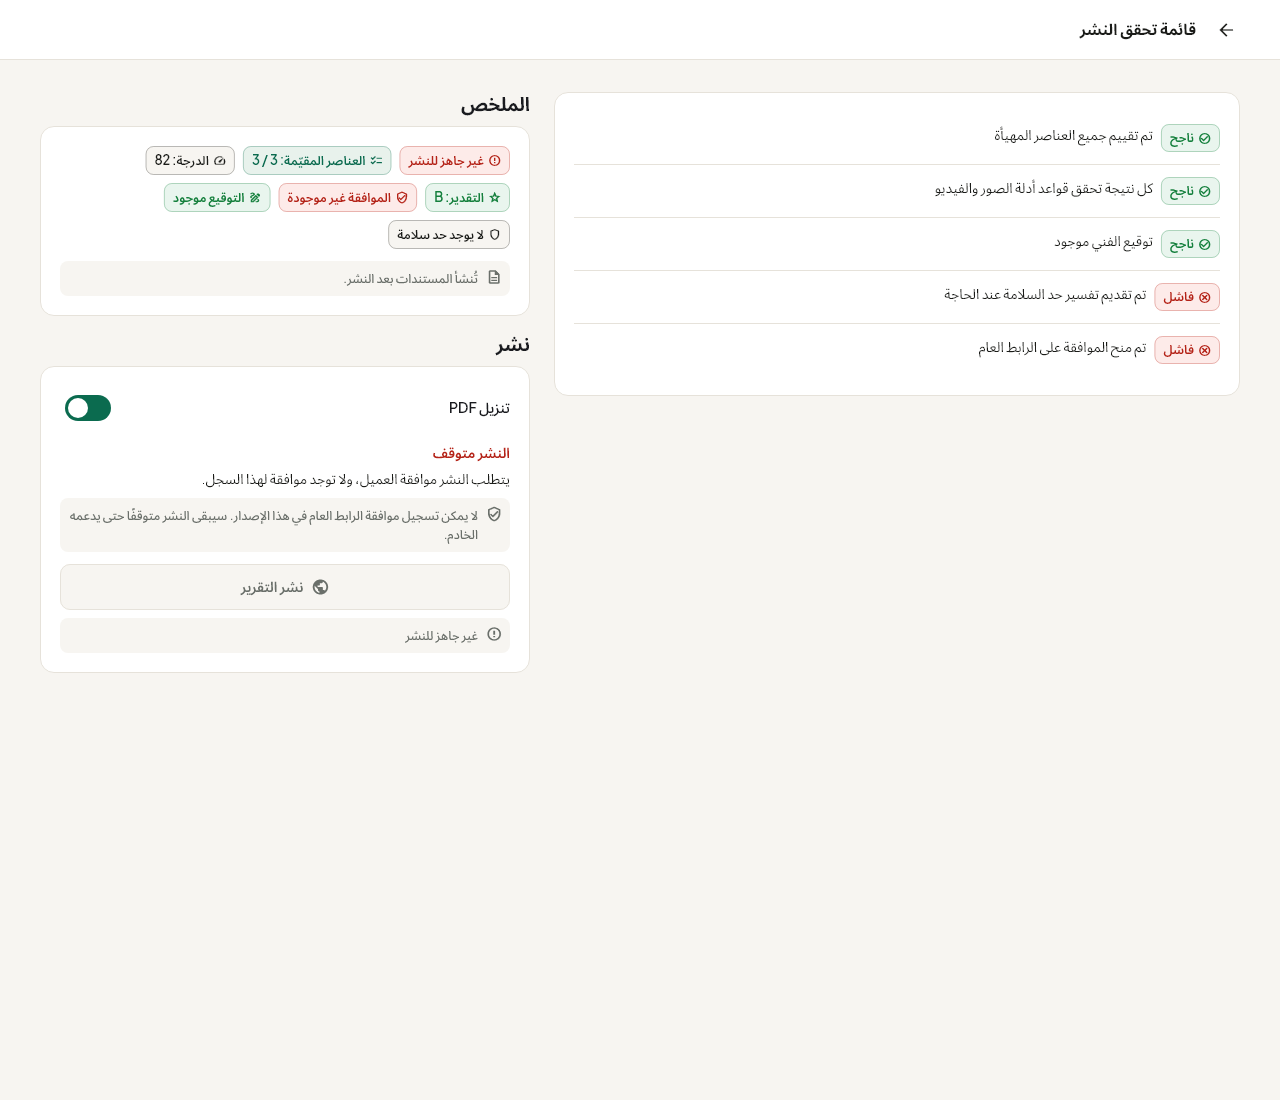 قائمة تحقق النشر
ناجح تم تقييم جميع العناصر المهيأة
ناجح كل نتيجة تحقق قواعد أدلة الصور والفيديو
ناجح توقيع الفني موجود
فاشل تم تقديم تفسير حد السلامة عند الحاجة
فاشل تم منح الموافقة على الرابط العام
الملخص
غير جاهز للنشر العناصر المقيّمة: 3 / 3 الدرجة: 82
التقدير: B الموافقة غير موجودة التوقيع موجود
لا يوجد حد سلامة
تُنشأ المستندات بعد النشر.
نشر
تنزيل PDF
النشر متوقف
يتطلب النشر موافقة العميل، ولا توجد موافقة لهذا السجل.
لا يمكن تسجيل موافقة الرابط العام في هذا الإصدار. سيبقى النشر متوقفًا حتى يدعمه
الخادم.
نشر التقرير
غير جاهز للنشر